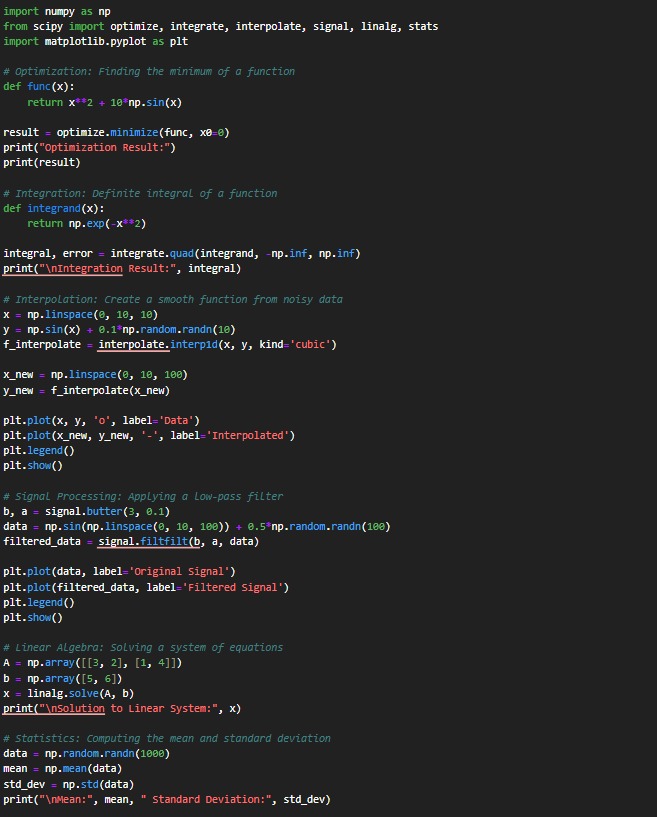 import numpy as np
from scipy import optimize, integrate, interpolate, signal, linalg, stats
import matplotlib.pyplot as plt

# Optimization: Finding the minimum of a function
def func(x):
    return x**2 + 10*np.sin(x)

result = optimize.minimize(func, x0=0)
print("Optimization Result:")
print(result)

# Integration: Definite integral of a function
def integrand(x):
    return np.exp(-x**2)

integral, error = integrate.quad(integrand, -np.inf, np.inf)
print("\nIntegration Result:", integral)

# Interpolation: Create a smooth function from noisy data
x = np.linspace(0, 10, 10)
y = np.sin(x) + 0.1*np.random.randn(10)
f_interpolate = interpolate.interp1d(x, y, kind='cubic')

x_new = np.linspace(0, 10, 100)
y_new = f_interpolate(x_new)

plt.plot(x, y, 'o', label='Data')
plt.plot(x_new, y_new, '-', label='Interpolated')
plt.legend()
plt.show()

# Signal Processing: Applying a low-pass filter
b, a = signal.butter(3, 0.1)
data = np.sin(np.linspace(0, 10, 100)) + 0.5*np.random.randn(100)
filtered_data = signal.filtfilt(b, a, data)

plt.plot(data, label='Original Signal')
plt.plot(filtered_data, label='Filtered Signal')
plt.legend()
plt.show()

# Linear Algebra: Solving a system of equations
A = np.array([[3, 2], [1, 4]])
b = np.array([5, 6])
x = linalg.solve(A, b)
print("\nSolution to Linear System:", x)

# Statistics: Computing the mean and standard deviation
data = np.random.randn(1000)
mean = np.mean(data)
std_dev = np.std(data)
print("\nMean:", mean, " Standard Deviation:", std_dev)